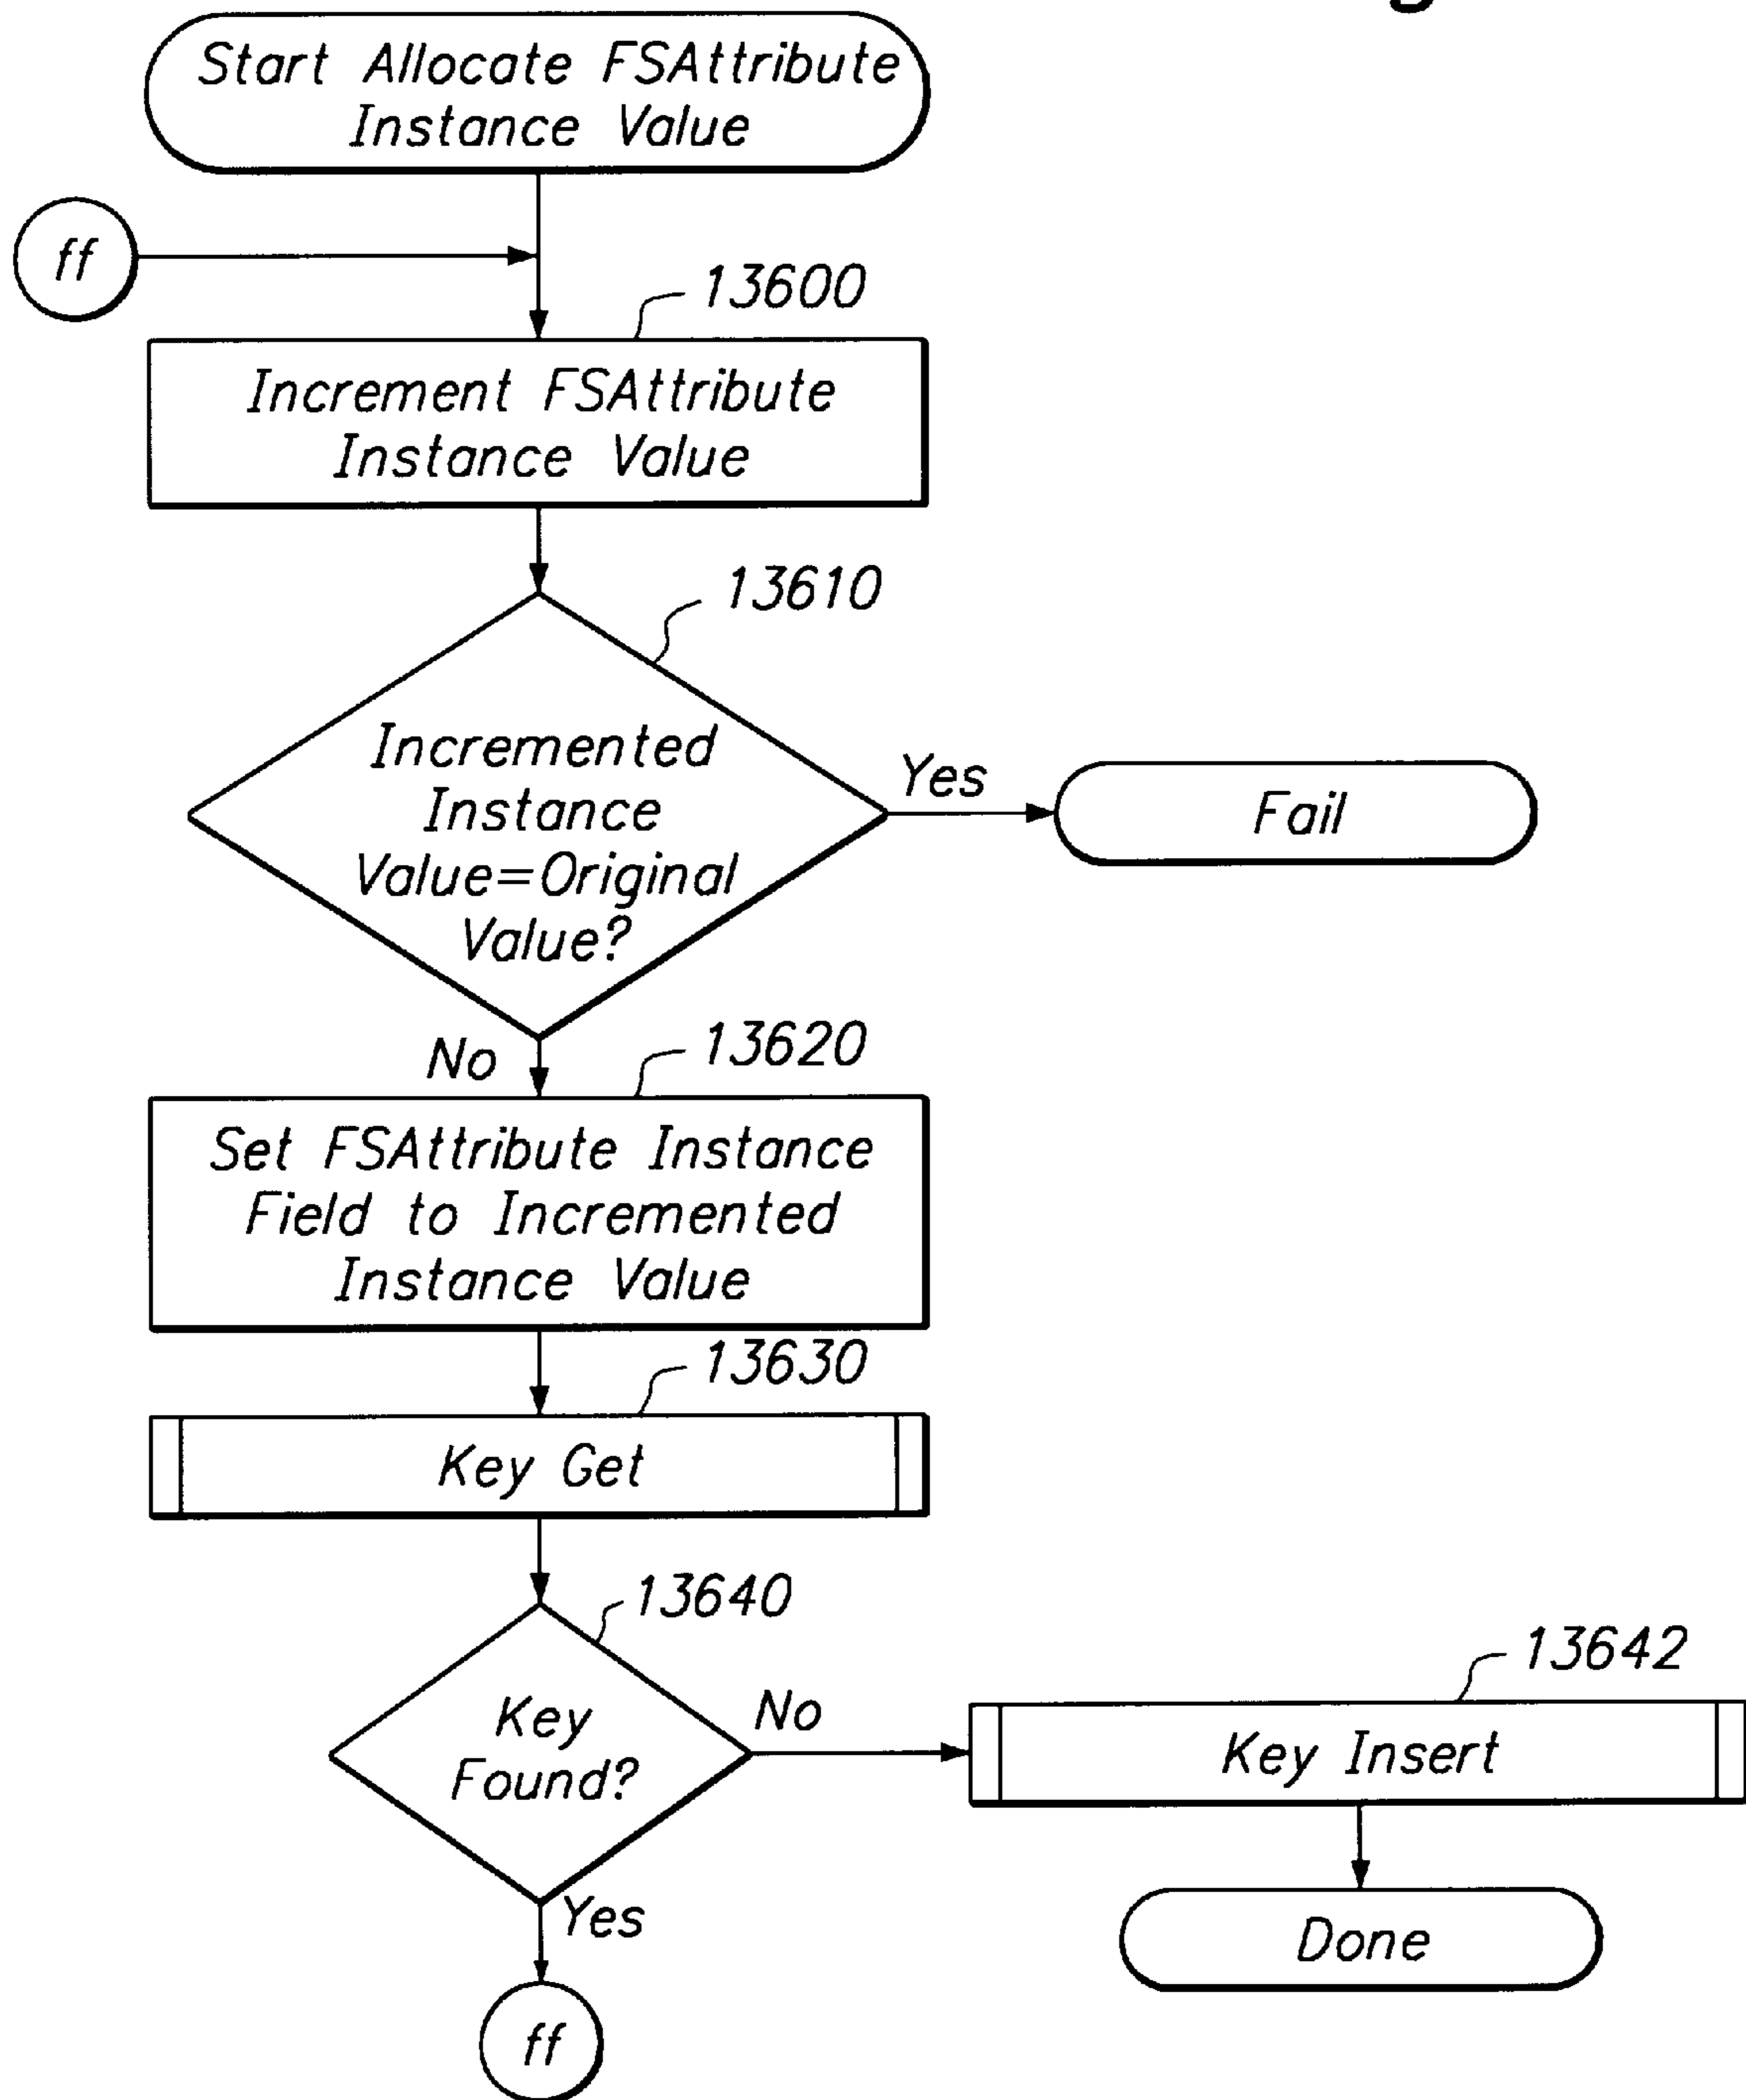 Start Allocate FSAttribute
Instance Value
ff
13600
Increment FSAttribute
Instance Value
13610
Incremented
Instance
Value=Original
Value?
Yes
Fail
No
13620
Set FSAttribute Instance
Field to Incremented
Instance Value
13630
Key Get
13640
Key
Found?
No
13642
Key Insert
Yes
Done
ff